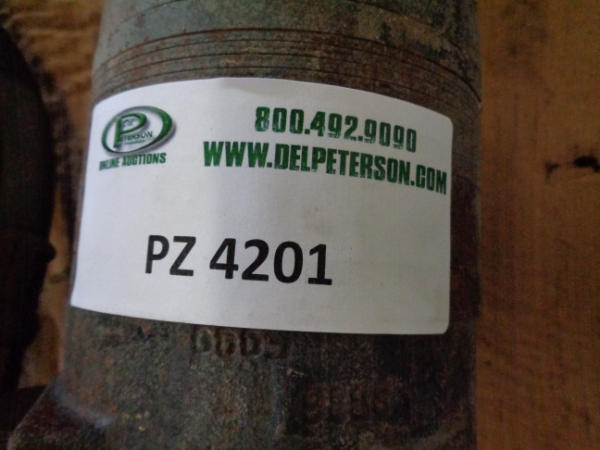 PETERSON
ONLINE AUCTIONS
800.492.9090
WWW.DELPETERSON.COM
PZ 4201